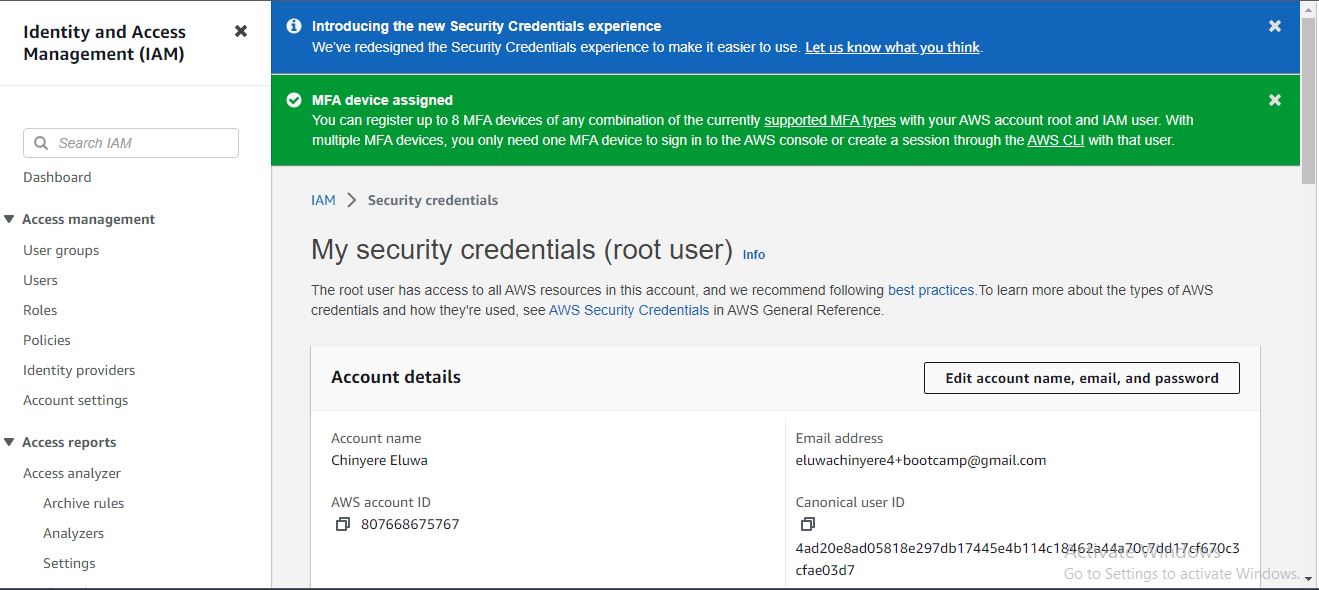 Identity and Access
Management (IAM)
Search IAM
Dashboard
Access management
User groups
Users
Roles
Policies
Identity providers
Account settings
Access reports
Access analyzer
Archive rules
Analyzers
Settings
Introducing the new Security Credentials experience
We've redesigned the Security Credentials experience to make it easier to use. Let us know what you think.
MFA device assigned
You can register up to 8 MFA devices of any combination of the currently supported MFA types with your AWS account root and IAM user. With
multiple MFA devices, you only need one MFA device to sign in to the AWS console or create a session through the AWS CLI with that user.
IAM > Security credentials
My security credentials (root user) Info
The root user has access to all AWS resources in this account, and we recommend following best practices.To learn more about the types of AWS
credentials and how they're used, see AWS Security Credentials in AWS General Reference.
Account details
Edit account name, email, and password
Account name
Chinyere Eluwa
Email address
eluwachinyere4+bootcamp@gmail.com
AWS account ID
807668675767
Canonical user ID
4ad20e8ad05818e297db17445e4b114c18462a44a70c7dd17cf670c3
cfae03d7
Activate Windows
Go to Settings to activate Windows.